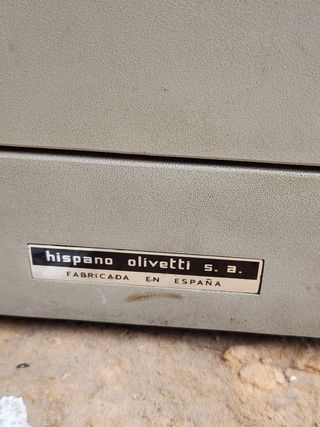 hispano olivetti s. a.
FABRICADA EN ESPAÑA